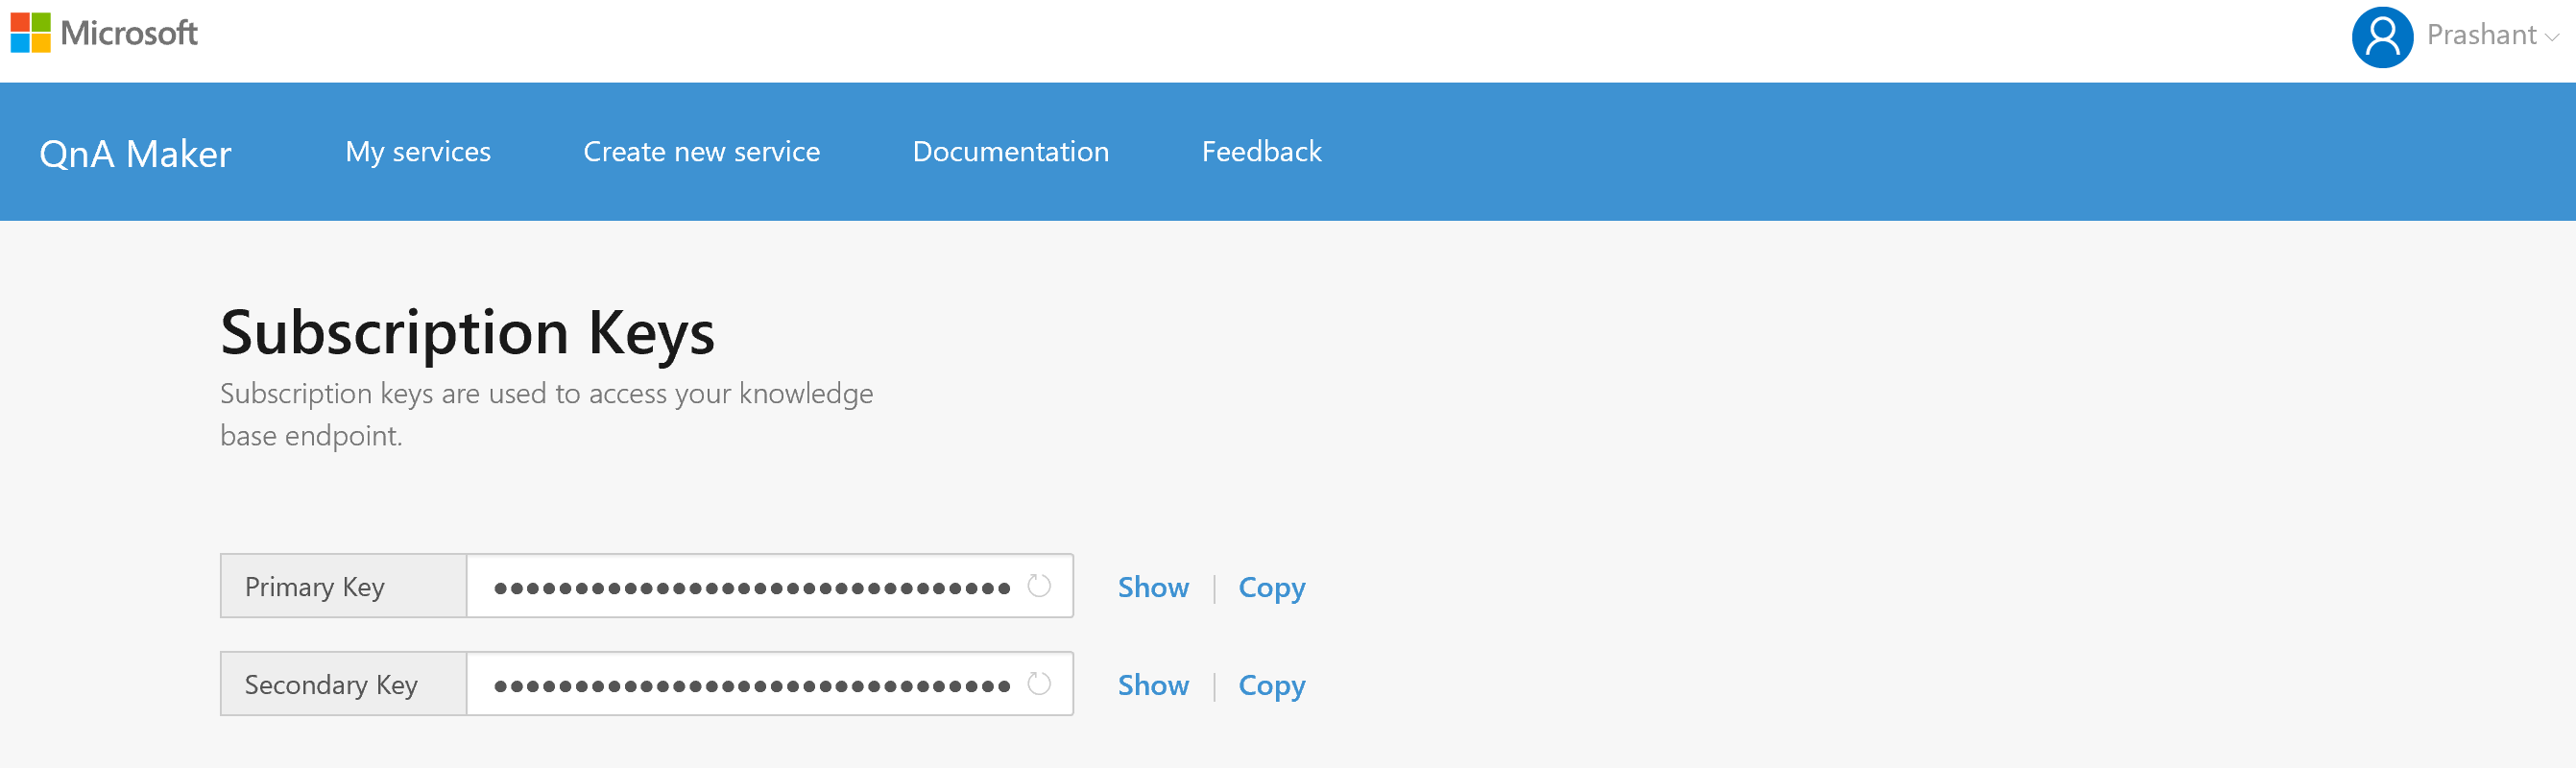 Microsoft
Prashant
QnA Maker My services Create new service Documentation Feedback
Subscription Keys
Subscription keys are used to access your knowledge
base endpoint.
Primary Key ●●●●●●●●●●●●●●●●●●●●●●●●●●●●●●●● Show | Copy
Secondary Key ●●●●●●●●●●●●●●●●●●●●●●●●●●●●●●●● Show | Copy